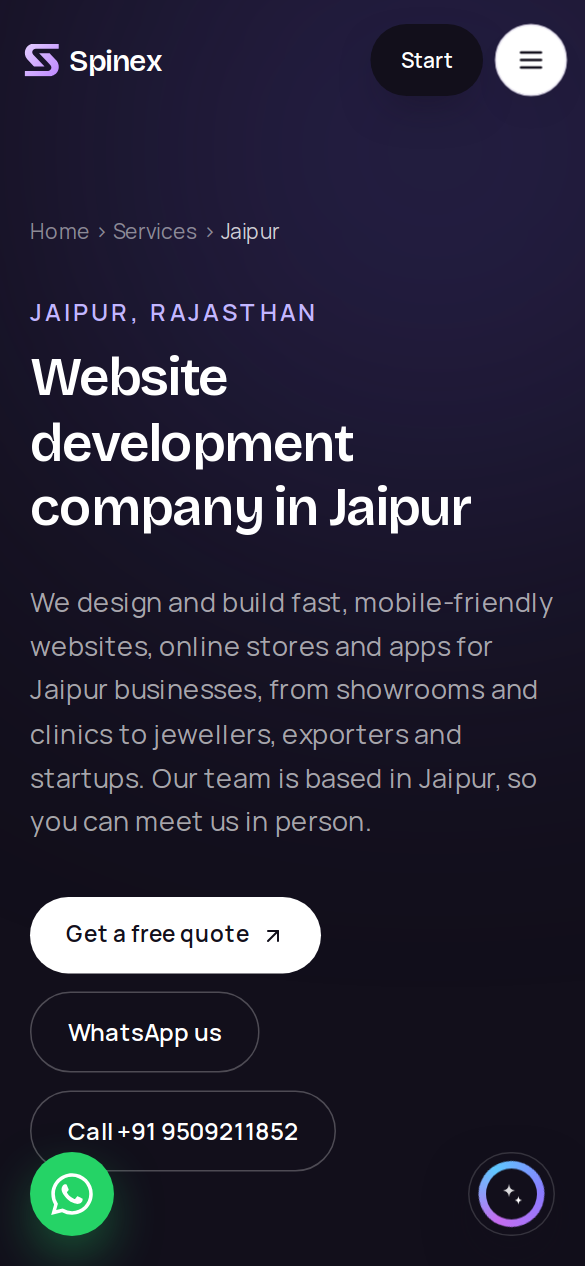 Spinex
Start
Home > Services > Jaipur
JAIPUR, RAJASTHAN
Website
development
company in Jaipur
We design and build fast, mobile-friendly
websites, online stores and apps for
Jaipur businesses, from showrooms and
clinics to jewellers, exporters and
startups. Our team is based in Jaipur, so
you can meet us in person.
Get a free quote
WhatsApp us
Call +91 9509211852